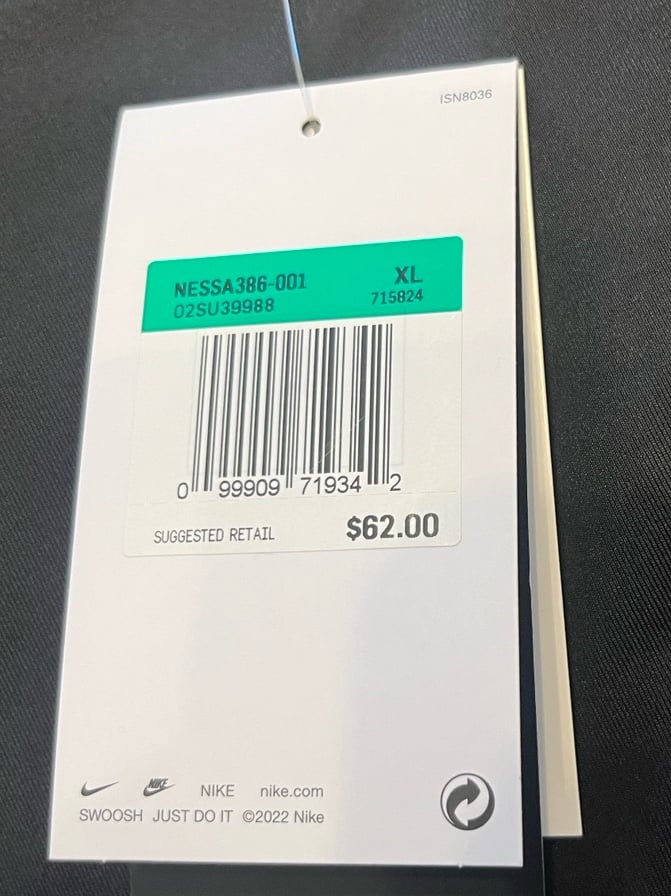 ISN8036
NESSA386-001 XL
02SU39988 715824
0 99909 71934 2
SUGGESTED RETAIL $62.00
NIKE NIKE nike.com
SWOOSH JUST DO IT ©2022 Nike